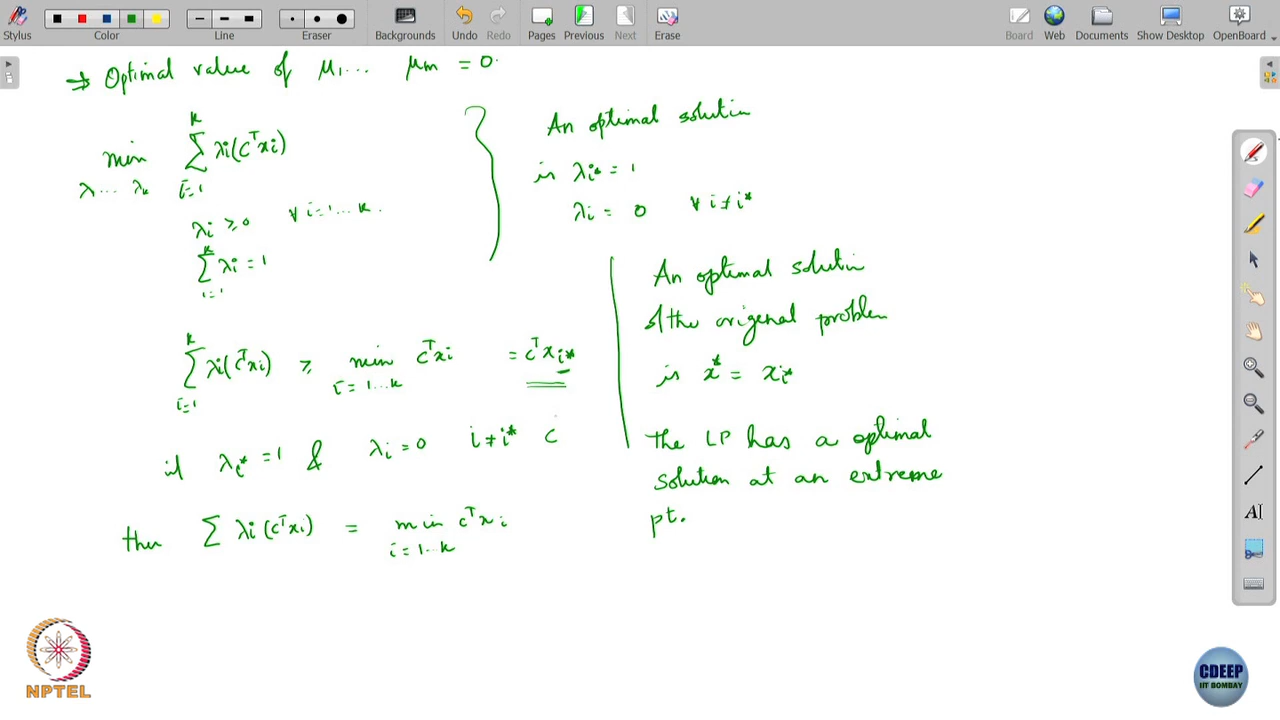 Stylus
Color
Line
Eraser
Backgrounds
Undo
Redo
Pages
Previous
Next
Erase
Board
Web
Documents
Show Desktop
OpenBoard
⇒ Optimal value of μ₁... μm = 0.
min Σ λi(cᵀxi)
λ... λk i=1 k
λi ≥ 0 ∀ i=1...k.
Σ λi = 1
i=1 k
An optimal solutin
is λi* = 1
λi = 0 ∀ i≠i*
Σ λi(cᵀxi) ≥ min cᵀxi = cᵀxi*
i=1 k i=1...k
if λi* = 1 & λi = 0 i≠i* c
then Σ λi(cᵀxi) = min cᵀxi
i=1..k
An optimal solutin
of the origenal problem
is x* = xi*
the LP has a optimal
solution at an extreme
pt.
AI
NPTEL
CDEEP
IIT BOMBAY